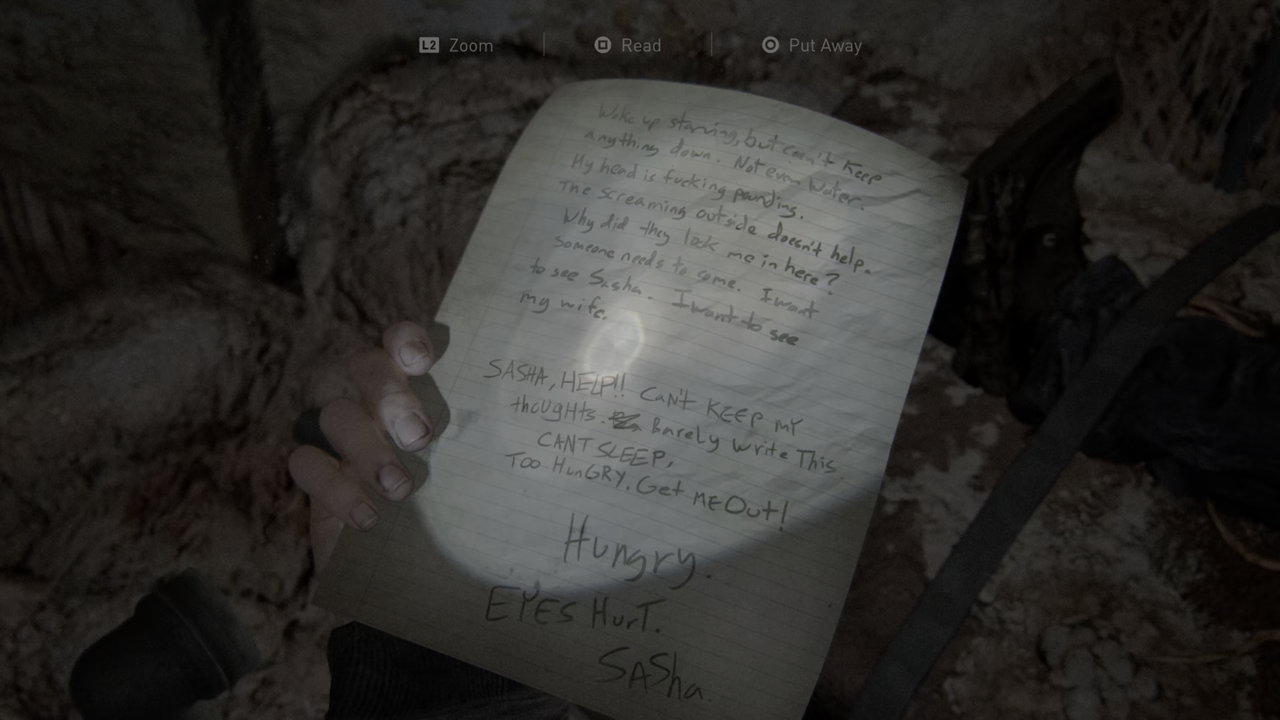 L2 Zoom Read Put Away
Woke up starving, but can't keep
anything down. Not even water.
My head is fucking pounding.
The screaming outside doesn't help.
Why did they lock me in here?
Someone needs to come. I want
to see Sasha. I want to see
my wife.
SASHA, HELP!! CaN't KEEP MY
thoUgHts. Barely Write This
CANT SLEEP,
Too HunGRY. Get ME Out!
Hungry.
EYES HurT.
SaSha